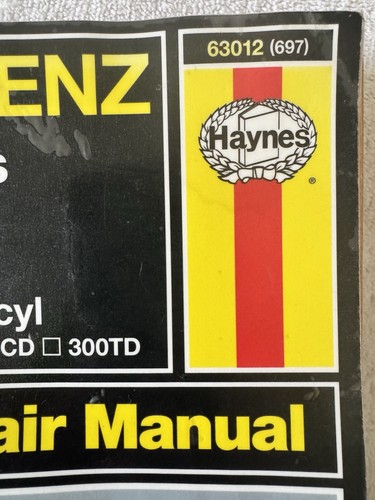 63012 (697)
ENZ
Haynes
®
s
cyl
CD □ 300TD
air Manual